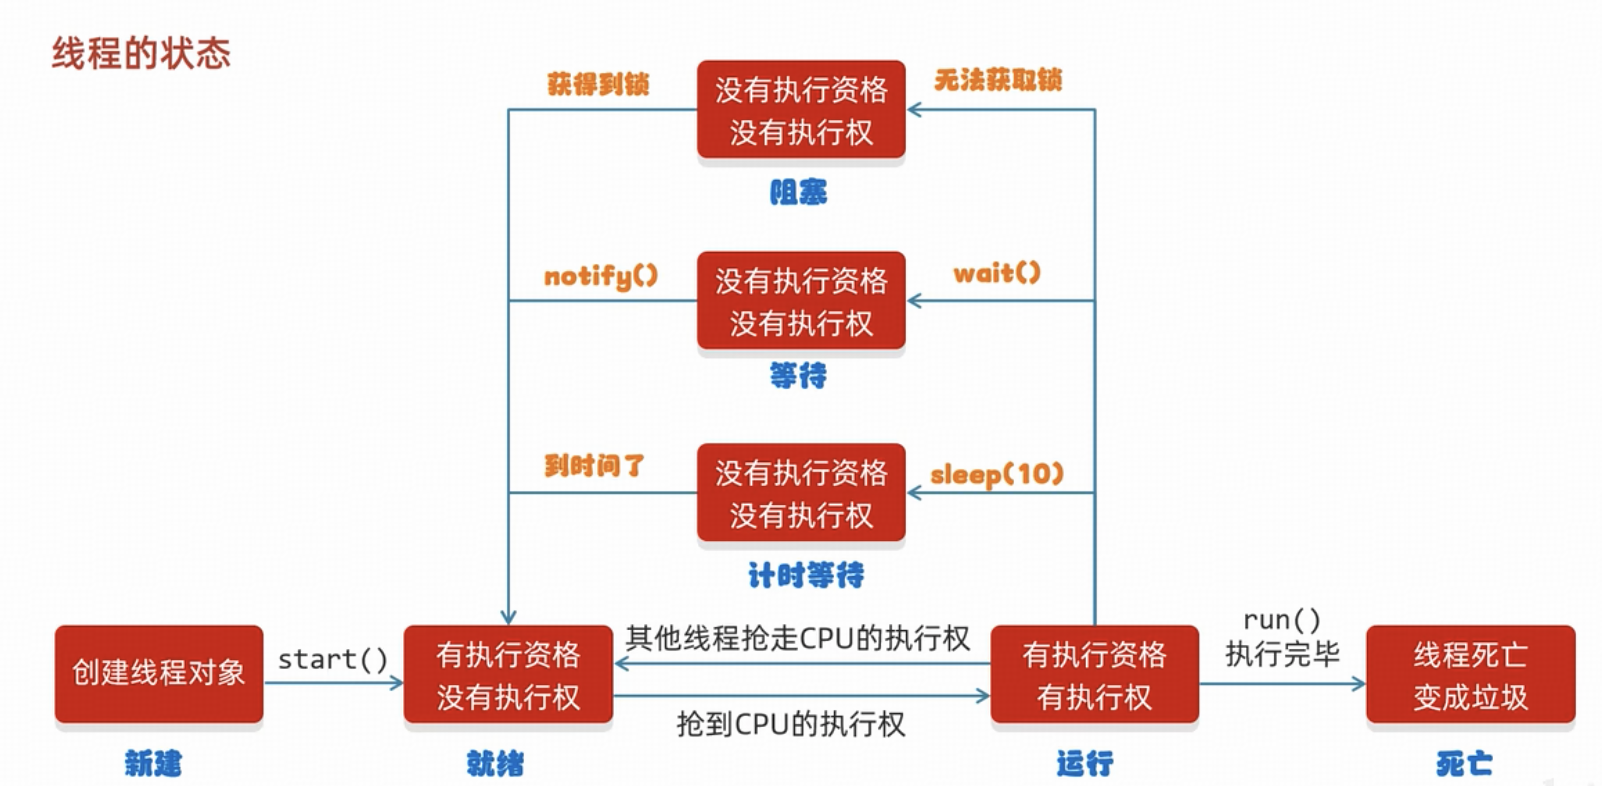 线程的状态
获得到锁
没有执行资格
没有执行权
无法获取锁
阻塞
notify()
没有执行资格
没有执行权
wait()
等待
到时间了
没有执行资格
没有执行权
sleep(10)
计时等待
创建线程对象
start()
有执行资格
没有执行权
其他线程抢走CPU的执行权
抢到CPU的执行权
有执行资格
有执行权
run()
执行完毕
线程死亡
变成垃圾
新建
就绪
运行
死亡